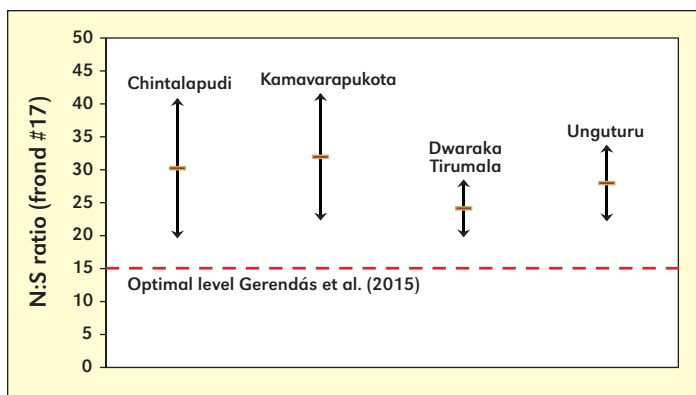 N:S ratio (frond #17)
50
45
40
35
30
25
20
15
10
5
0
Chintalapudi
Kamavarapukota
Dwaraka
Tirumala
Unguturu
Optimal level Gerendás et al. (2015)